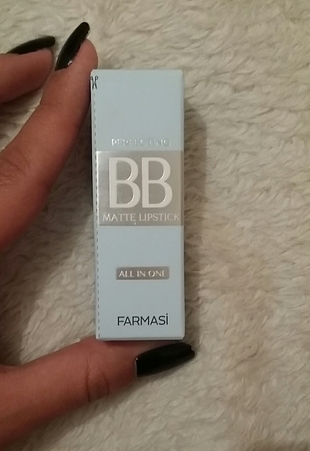 BB
MATTE LIPSTICK
ALL IN ONE
FARMASİ